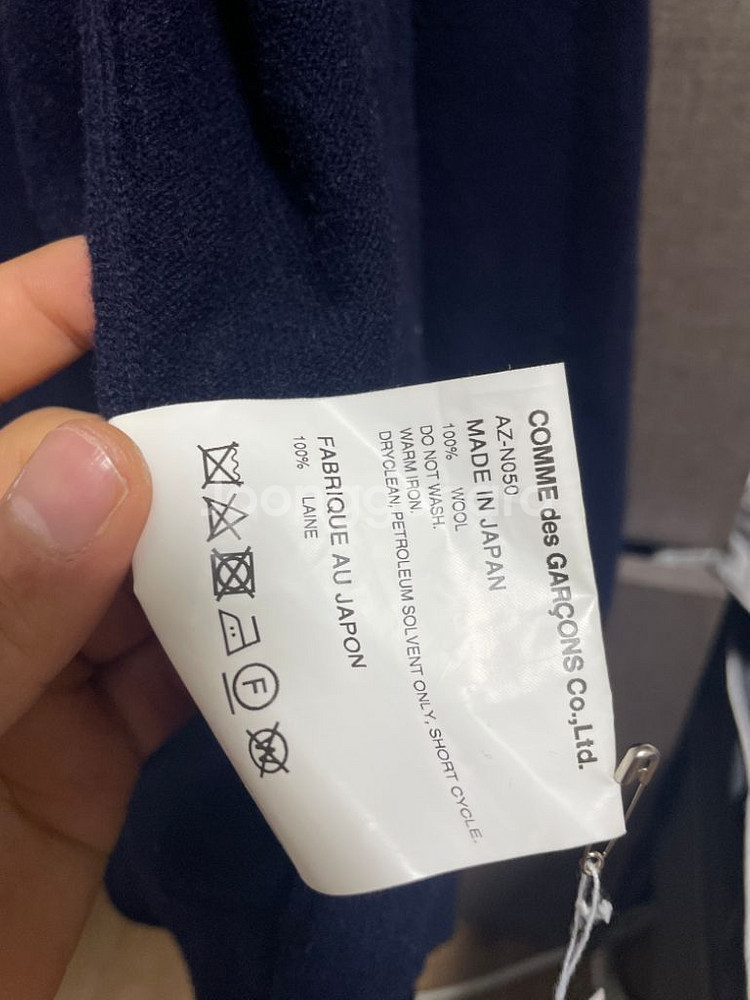 COMME des GARÇONS Co.,Ltd.
AZ-N050
MADE IN JAPAN
100% WOOL
DO NOT WASH.
WARM IRON.
DRYCLEAN, PETROLEUM SOLVENT ONLY, SHORT CYCLE.
FABRIQUE AU JAPON
100% LAINE
F
W